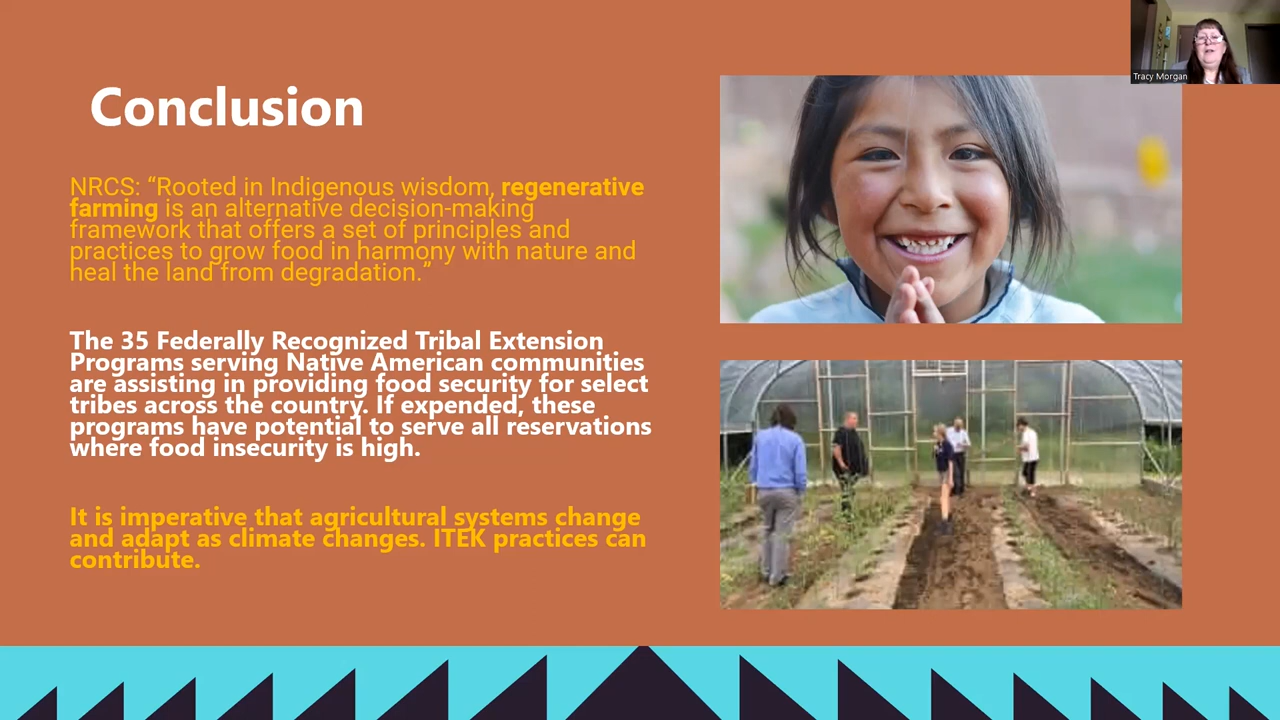 Conclusion
NRCS: “Rooted in Indigenous wisdom, regenerative
farming is an alternative decision-making
framework that offers a set of principles and
practices to grow food in harmony with nature and
heal the land from degradation.”
The 35 Federally Recognized Tribal Extension
Programs serving Native American communities
are assisting in providing food security for select
tribes across the country. If expended, these
programs have potential to serve all reservations
where food insecurity is high.
It is imperative that agricultural systems change
and adapt as climate changes. ITEK practices can
contribute.
Tracy Morgan